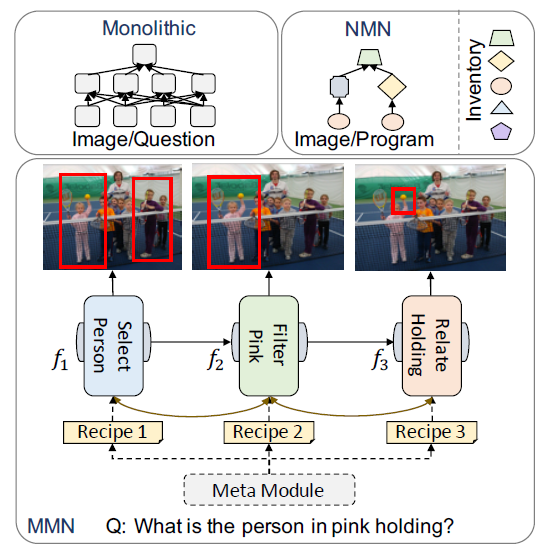 Monolithic
Image/Question
NMN
Image/Program
Inventory
f1
Select
Person
f2
Filter
Pink
f3
Relate
Holding
Recipe 1
Recipe 2
Recipe 3
Meta Module
MMN
Q: What is the person in pink holding?